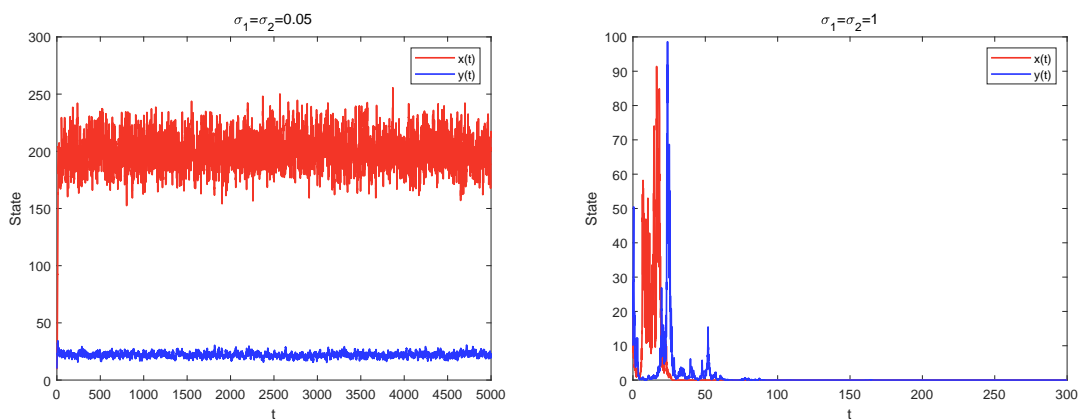 σ₁=σ₂=0.05
300
250
200
150
100
50
0
State
0 500 1000 1500 2000 2500 3000 3500 4000 4500 5000
t
x(t)
y(t)
σ₁=σ₂=1
100
90
80
70
60
50
40
30
20
10
0
State
0 50 100 150 200 250 300
t
x(t)
y(t)